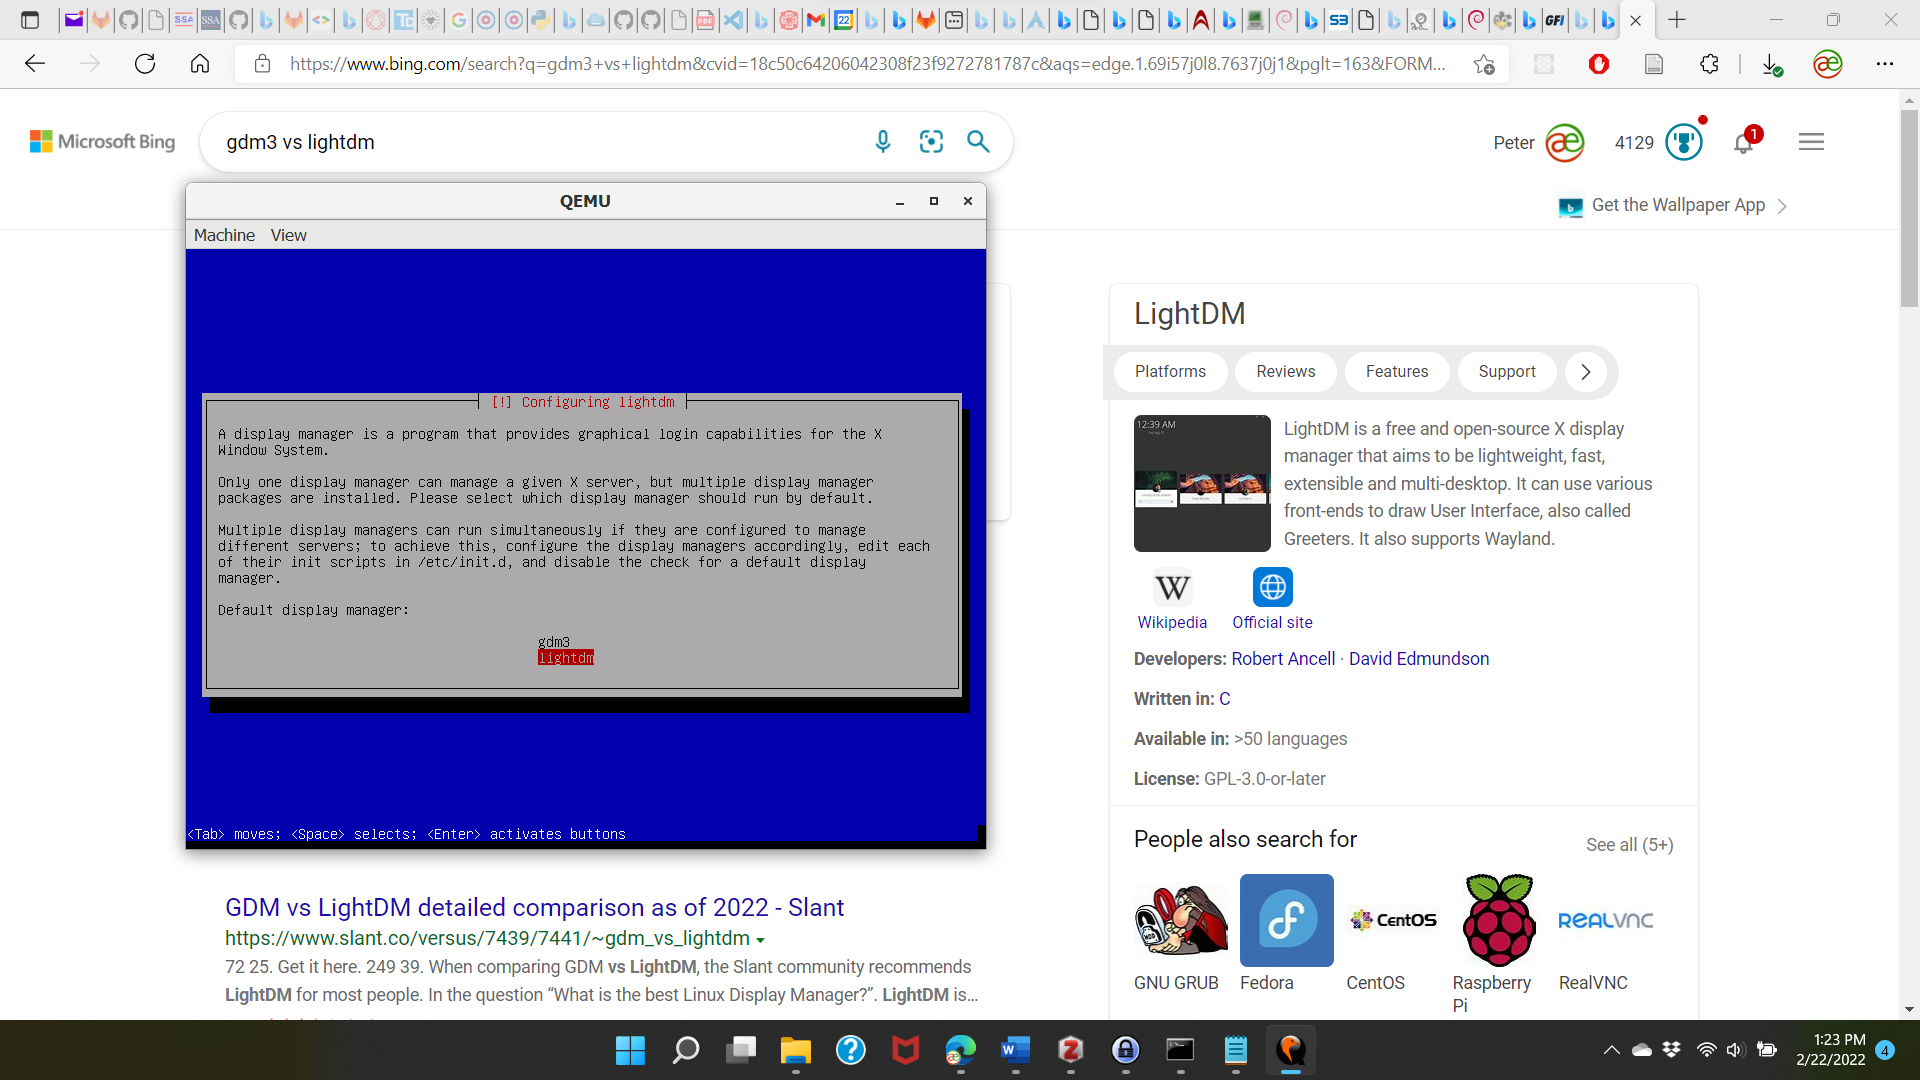 https://www.bing.com/search?q=gdm3+vs+lightdm&cvid=18c50c64206042308f23f9272781787c&aqs=edge.1.69i57j0l8.7637j0j1&pglt=163&FORM...
Microsoft Bing
gdm3 vs lightdm
Peter
4129
1
Get the Wallpaper App
QEMU
Machine View
[!] Configuring lightdm
A display manager is a program that provides graphical login capabilities for the X
Window System.
Only one display manager can manage a given X server, but multiple display manager
packages are installed. Please select which display manager should run by default.
Multiple display managers can run simultaneously if they are configured to manage
different servers; to achieve this, configure the display managers accordingly, edit each
of their init scripts in /etc/init.d, and disable the check for a default display
manager.
Default display manager:
gdm3
lightdm
<Tab> moves; <Space> selects; <Enter> activates buttons
GDM vs LightDM detailed comparison as of 2022 - Slant
https://www.slant.co/versus/7439/7441/~gdm_vs_lightdm
72 25. Get it here. 249 39. When comparing GDM vs LightDM, the Slant community recommends
LightDM for most people. In the question “What is the best Linux Display Manager?”. LightDM is...
LightDM
Platforms
Reviews
Features
Support
12:39 AM
LightDM is a free and open-source X display
manager that aims to be lightweight, fast,
extensible and multi-desktop. It can use various
front-ends to draw User Interface, also called
Greeters. It also supports Wayland.
Wikipedia
Official site
Developers: Robert Ancell · David Edmundson
Written in: C
Available in: >50 languages
License: GPL-3.0-or-later
People also search for
See all (5+)
CentOS
REALVNC
GNU GRUB
Fedora
CentOS
Raspberry
Pi
RealVNC
1:23 PM
2/22/2022
4